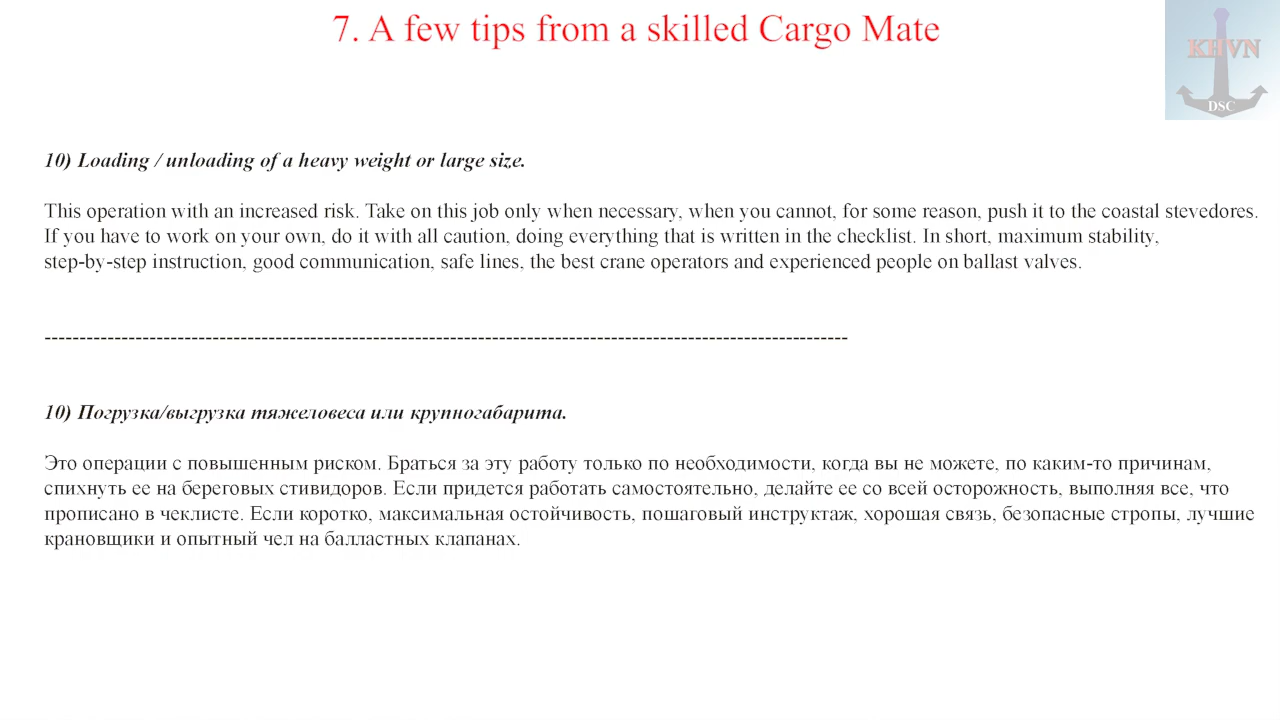 7. A few tips from a skilled Cargo Mate
KHVN
DSC
10) Loading / unloading of a heavy weight or large size.
This operation with an increased risk. Take on this job only when necessary, when you cannot, for some reason, push it to the coastal stevedores.
If you have to work on your own, do it with all caution, doing everything that is written in the checklist. In short, maximum stability,
step-by-step instruction, good communication, safe lines, the best crane operators and experienced people on ballast valves.
-------------------------------------------------------------------------------------------------------------------
10) Погрузка/выгрузка тяжеловеса или крупногабарита.
Это операции с повышенным риском. Браться за эту работу только по необходимости, когда вы не можете, по каким-то причинам,
спихнуть ее на береговых стивидоров. Если придется работать самостоятельно, делайте ее со всей осторожность, выполняя все, что
прописано в чеклисте. Если коротко, максимальная остойчивость, пошаговый инструктаж, хорошая связь, безопасные стропы, лучшие
крановщики и опытный чел на балластных клапанах.